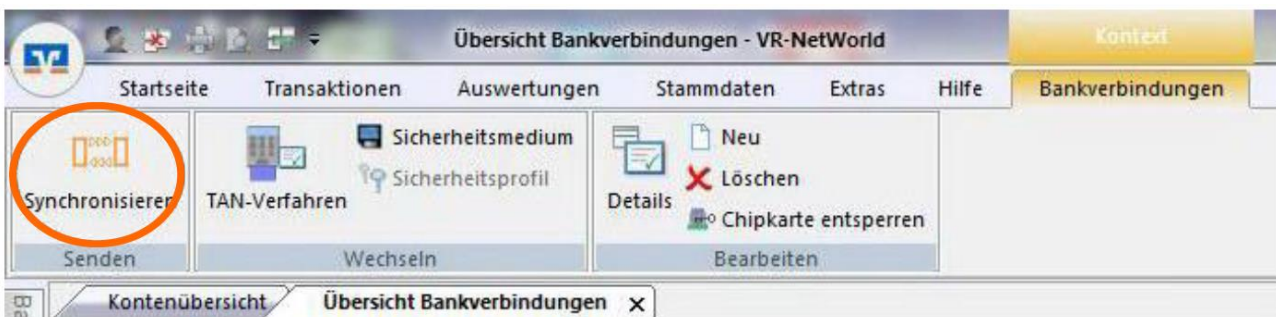 Übersicht Bankverbindungen - VR-NetWorld
Kontext
Startseite Transaktionen Auswertungen Stammdaten Extras Hilfe Bankverbindungen
Synchronisieren
TAN-Verfahren
Sicherheitsmedium
Sicherheitsprofil
Details
Neu
Löschen
Chipkarte entsperren
Senden Wechseln Bearbeiten
Kontenübersicht Übersicht Bankverbindungen